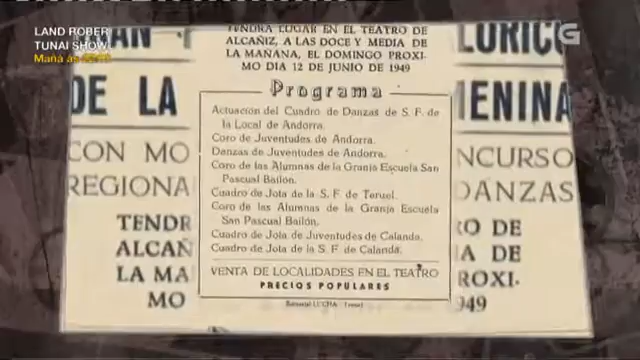 LAND ROBER
TUNAI SHOW
Mañá ás
G
TENDRA LUGAR EN EL TEATRO DE
ALCAÑIZ, A LAS DOCE Y MEDIA DE
LA MAÑANA, EL DOMINGO PROXI-
MO DIA 12 DE JUNIO DE 1949
Programa
Actuación del Cuadro de Danzas de S. F. de
la Local de Andorra.
Coro de Juventudes de Andorra.
Danzas de Juventudes de Andorra.
Coro de las Alumnas de la Granja Escuela San
Pascual Bailón.
Cuadro de Jota de la S. F. de Teruel.
Coro de las Alumnas de la Granja Escuela
San Pascual Bailón.
Cuadro de Jota de Juventudes de Calanda.
Cuadro de Jota de la S. F. de Calanda.
VENTA DE LOCALIDADES EN EL TEATRO
PRECIOS POPULARES
DE LA
CON MO
REGIONA
TENDR
ALCAÑ
LA MA
MO
LORICO
ENINA
NCURSO
DANZAS
RO DE
A DE
ROXI-
949